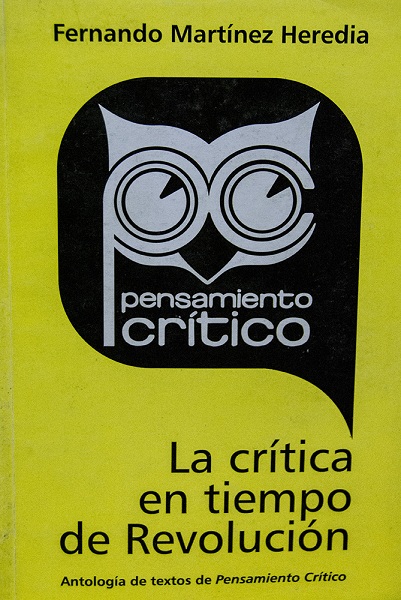 Fernando Martínez Heredia
pc
pensamiento
crítico
La crítica
en tiempo
de Revolución
Antología de textos de Pensamiento Crítico